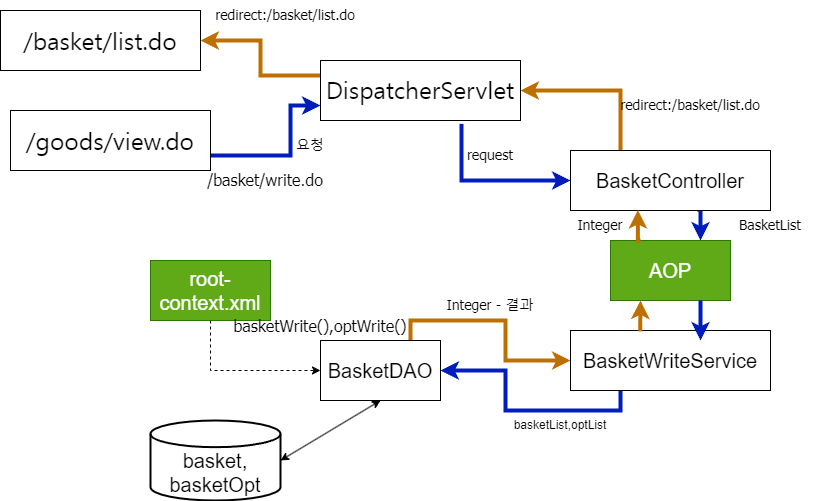 redirect:/basket/list.do
/basket/list.do
DispatcherServlet
redirect:/basket/list.do
/goods/view.do
요청
request
/basket/write.do
BasketController
Integer
BasketList
AOP
root-
context.xml
Integer - 결과
basketWrite(),optWrite()
BasketDAO
BasketWriteService
basketList,optList
basket,
basketOpt